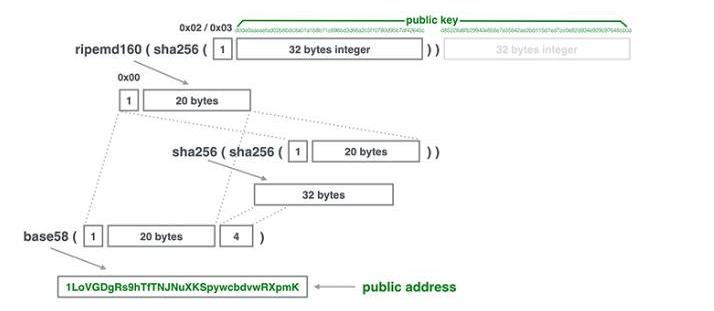 public key
0x02 / 0x03
ripemd160 ( sha256 ( 1 32 bytes integer ) ) 32 bytes integer
0x00
1 20 bytes
sha256 ( sha256 ( 1 20 bytes ) )
32 bytes
base58 ( 1 20 bytes 4 )
1LoVGDgRs9hTfTNJNuXKSpywcbdvwRXpmK public address